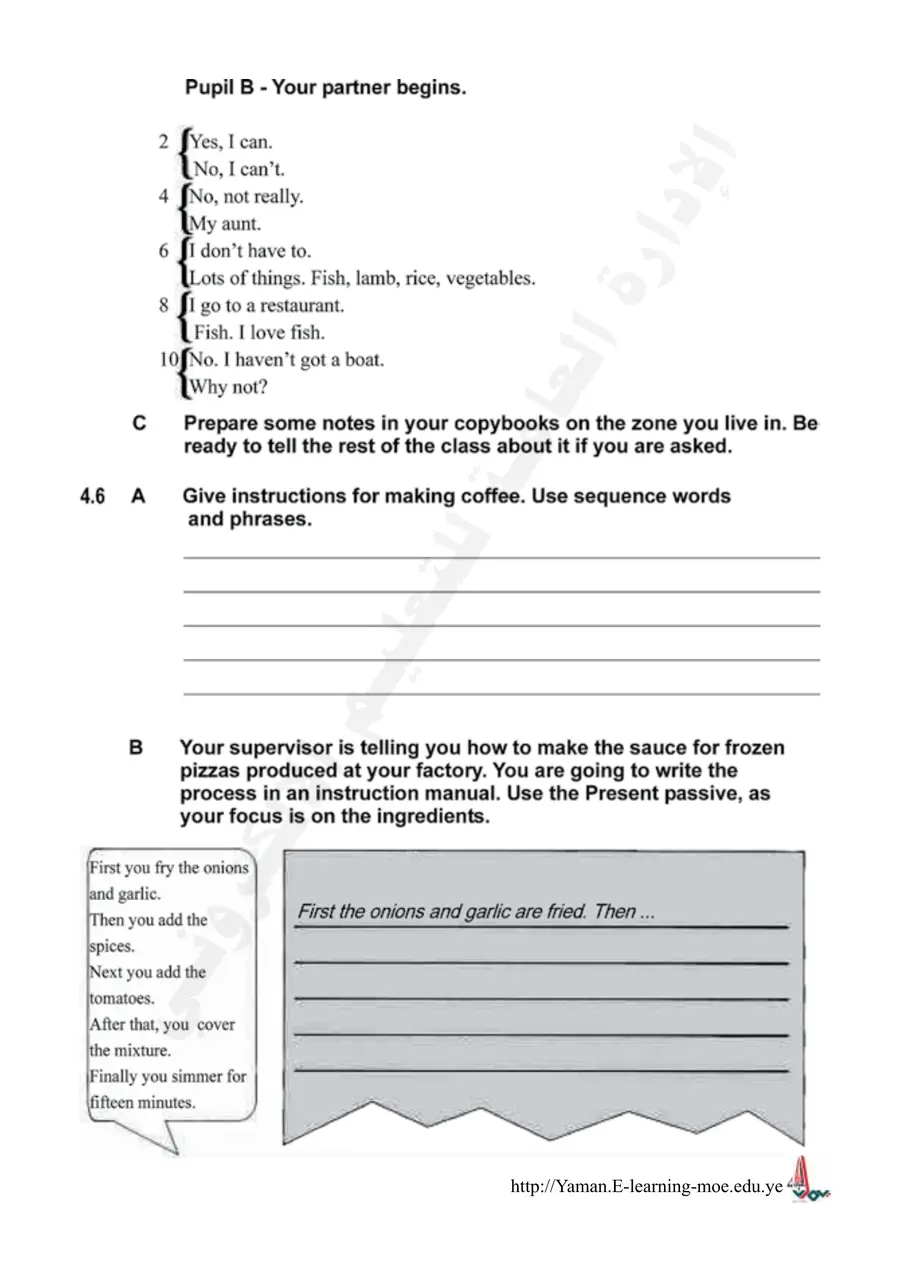 Pupil B - Your partner begins.
2 Yes, I can.
No, I can't.
4 No, not really.
My aunt.
6 I don't have to.
Lots of things. Fish, lamb, rice, vegetables.
8 I go to a restaurant.
Fish. I love fish.
10 No. I haven't got a boat.
Why not?
C Prepare some notes in your copybooks on the zone you live in. Be
ready to tell the rest of the class about it if you are asked.
4.6 A Give instructions for making coffee. Use sequence words
and phrases.
B Your supervisor is telling you how to make the sauce for frozen
pizzas produced at your factory. You are going to write the
process in an instruction manual. Use the Present passive, as
your focus is on the ingredients.
First you fry the onions
and garlic.
Then you add the
spices.
Next you add the
tomatoes.
After that, you cover
the mixture.
Finally you simmer for
fifteen minutes.
First the onions and garlic are fried. Then ...
الإدارة العامة للتعليم الإلكتروني
http://Yaman.E-learning-moe.edu.ye